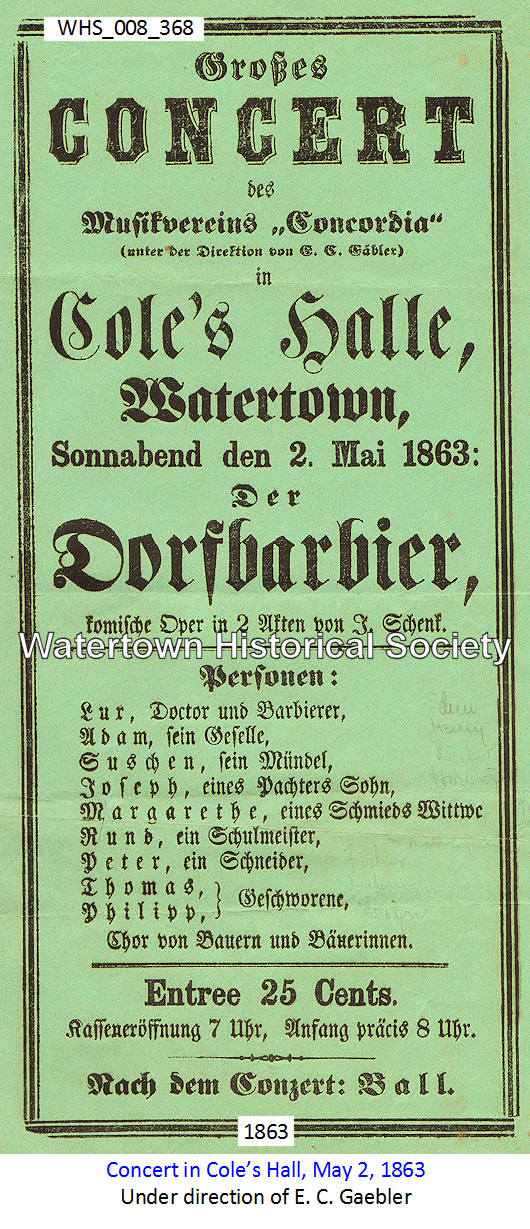 WHS_008_368
Großes
CONCERT
des
Musikvereins „Concordia“
(unter der Direktion von E. C. Gäbler)
in
Cole's Halle,
Watertown,
Sonnabend den 2. Mai 1863:
Der
Dorfbarbier,
komische Oper in 2 Akten von J. Schenk.
Watertown Historical Society
Personen:
Lux, Doctor und Barbierer,
Adam, sein Geselle,
Suschen, sein Mündel,
Joseph, eines Pachters Sohn,
Margarethe, eines Schmieds Wittwe
Rund, ein Schulmeister,
Peter, ein Schneider,
Thomas,
Philipp, } Geschworene,
Chor von Bauern und Bäuerinnen.
Entree 25 Cents.
Kasseneröffnung 7 Uhr, Anfang präcis 8 Uhr.
Nach dem Conzert: Ball.
1863
Concert in Cole's Hall, May 2, 1863
Under direction of E. C. Gaebler